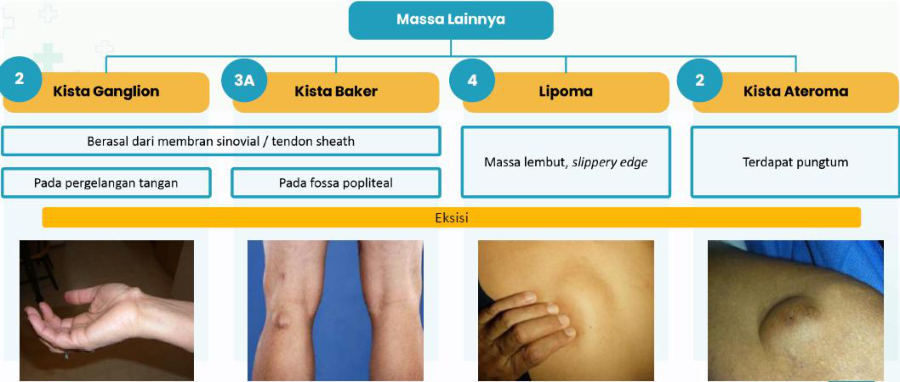 Massa Lainnya
2
Kista Ganglion
3A
Kista Baker
4
Lipoma
2
Kista Ateroma
Berasal dari membran sinovial / tendon sheath
Pada pergelangan tangan
Pada fossa popliteal
Massa lembut, slippery edge
Terdapat pungtum
Eksisi